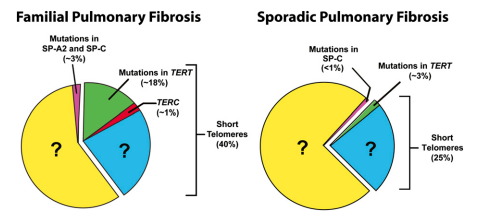 Familial Pulmonary Fibrosis
Mutations in
SP-A2 and SP-C
(~3%)
Mutations in TERT
(~18%)
TERC
(~1%)
Short
Telomeres
(40%)
?
?
Sporadic Pulmonary Fibrosis
Mutations in
SP-C
(<1%)
Mutations in TERT
(~3%)
Short
Telomeres
(25%)
?
?